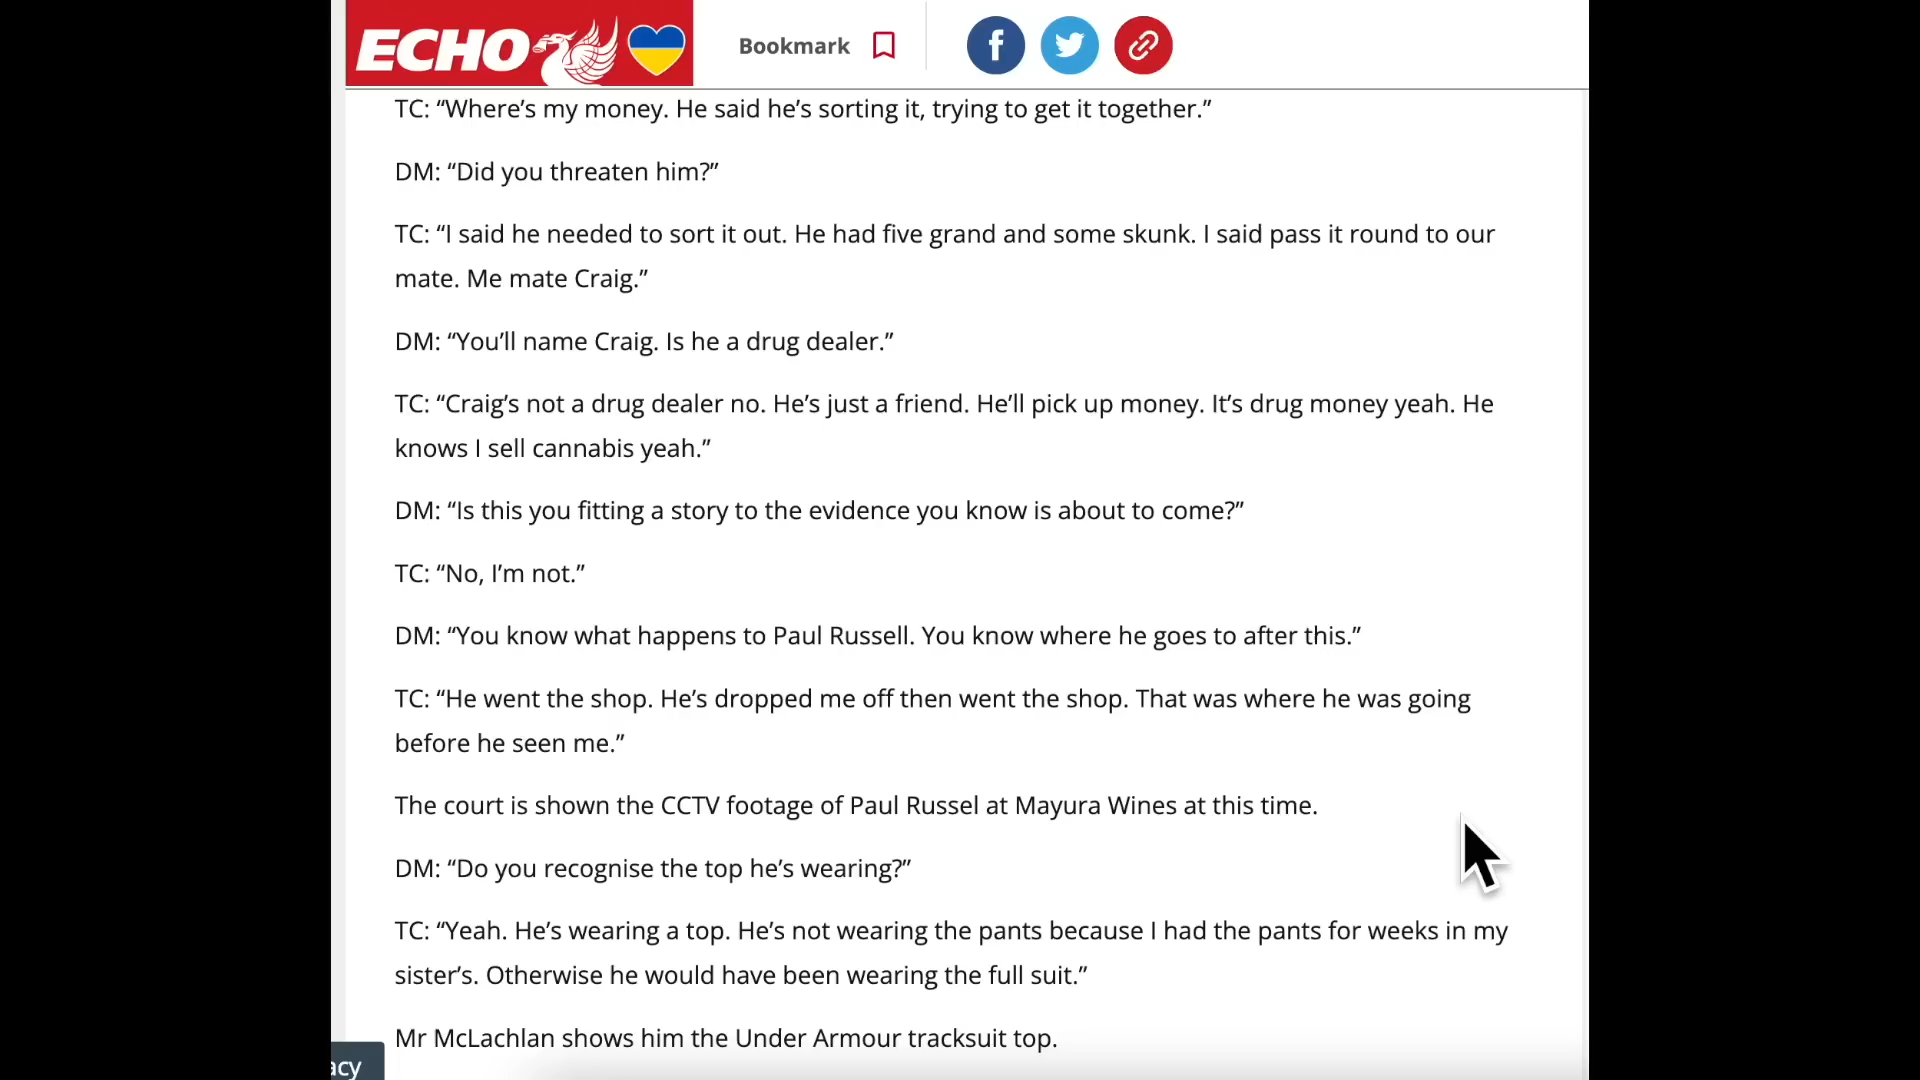 ECHO
Bookmark
TC: “Where’s my money. He said he’s sorting it, trying to get it together.”
DM: “Did you threaten him?”
TC: “I said he needed to sort it out. He had five grand and some skunk. I said pass it round to our
mate. Me mate Craig.”
DM: “You’ll name Craig. Is he a drug dealer.”
TC: “Craig’s not a drug dealer no. He’s just a friend. He’ll pick up money. It’s drug money yeah. He
knows I sell cannabis yeah.”
DM: “Is this you fitting a story to the evidence you know is about to come?”
TC: “No, I’m not.”
DM: “You know what happens to Paul Russell. You know where he goes to after this.”
TC: “He went the shop. He’s dropped me off then went the shop. That was where he was going
before he seen me.”
The court is shown the CCTV footage of Paul Russel at Mayura Wines at this time.
DM: “Do you recognise the top he’s wearing?”
TC: “Yeah. He’s wearing a top. He’s not wearing the pants because I had the pants for weeks in my
sister’s. Otherwise he would have been wearing the full suit.”
Mr McLachlan shows him the Under Armour tracksuit top.
acy